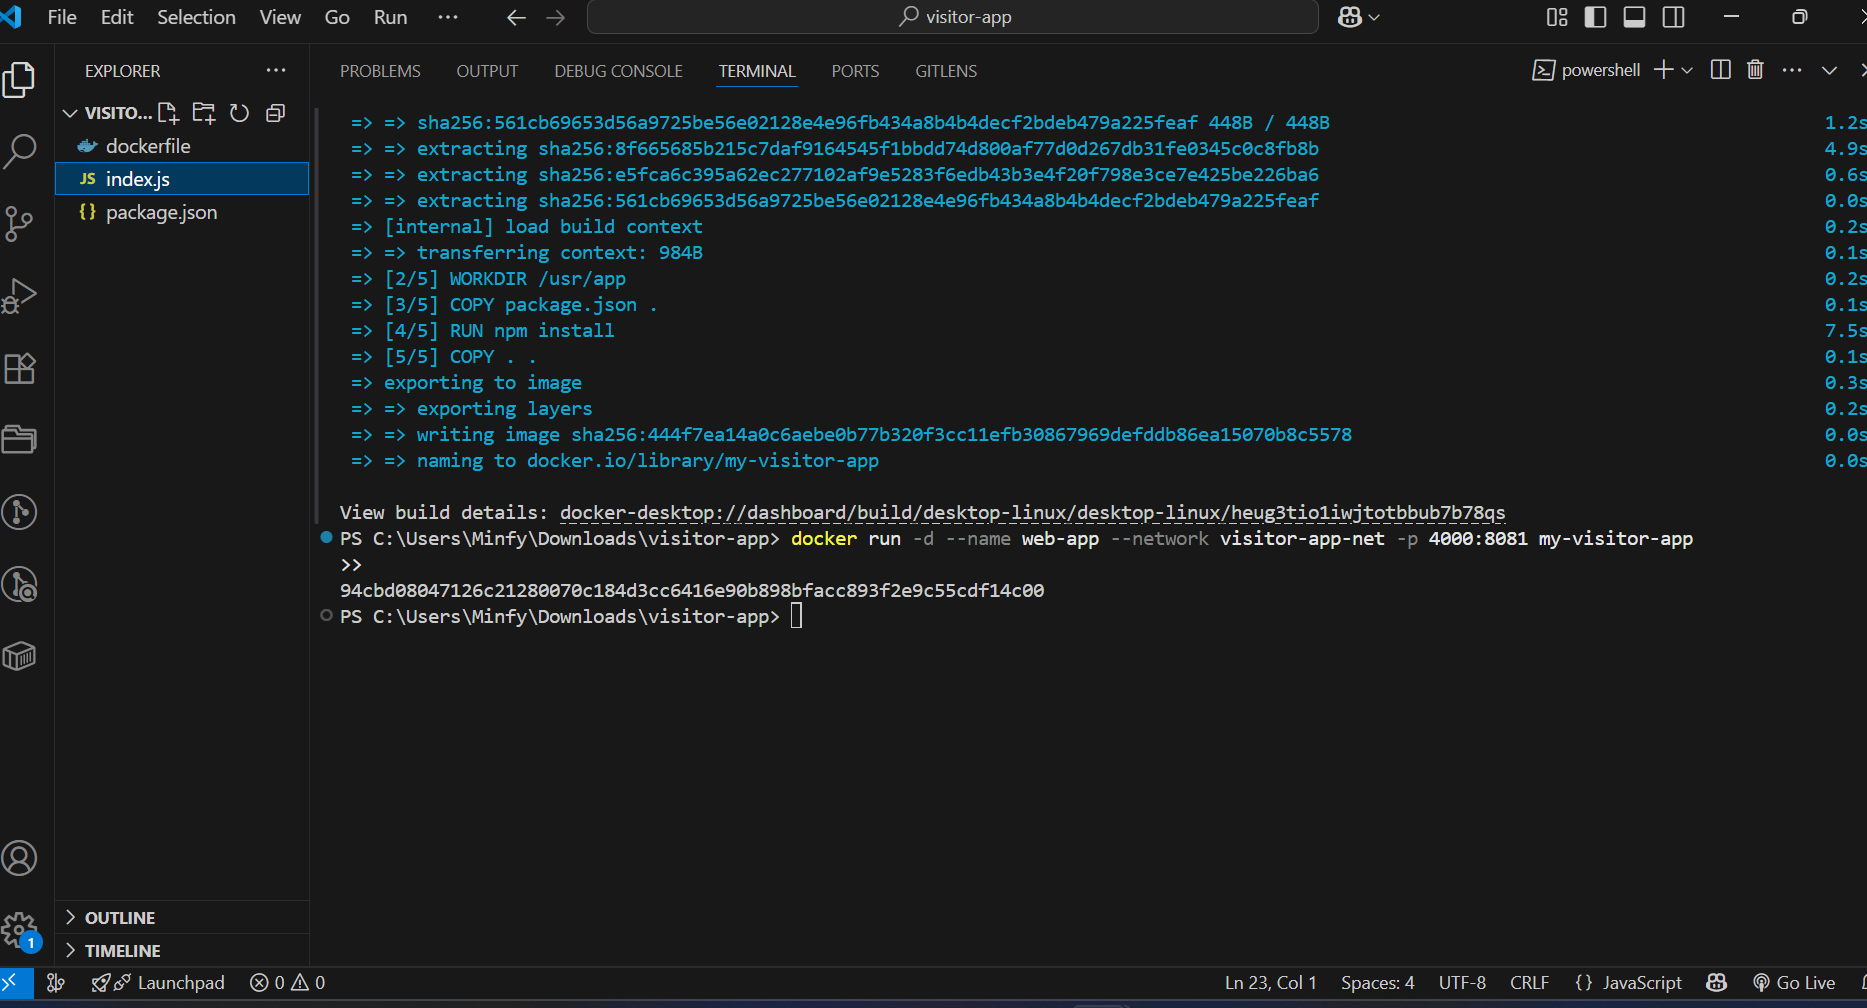 File Edit Selection View Go Run ···
visitor-app
EXPLORER ···
VISITO...
dockerfile
JS index.js
{} package.json
OUTLINE
TIMELINE
PROBLEMS OUTPUT DEBUG CONSOLE TERMINAL PORTS GITLENS
powershell
=> => sha256:561cb69653d56a9725be56e02128e4e96fb434a8b4b4decf2bdeb479a225feaf 448B / 448B 1.2s
=> => extracting sha256:8f665685b215c7daf9164545f1bbdd74d800af77d0d267db31fe0345c0c8fb8b 4.9s
=> => extracting sha256:e5fca6c395a62ec277102af9e5283f6edb43b3e4f20f798e3ce7e425be226ba6 0.6s
=> => extracting sha256:561cb69653d56a9725be56e02128e4e96fb434a8b4b4decf2bdeb479a225feaf 0.0s
=> [internal] load build context 0.2s
=> => transferring context: 984B 0.1s
=> [2/5] WORKDIR /usr/app 0.2s
=> [3/5] COPY package.json . 0.1s
=> [4/5] RUN npm install 7.5s
=> [5/5] COPY . . 0.1s
=> exporting to image 0.3s
=> => exporting layers 0.2s
=> => writing image sha256:444f7ea14a0c6aebe0b77b320f3cc11efb30867969defddb86ea15070b8c5578 0.0s
=> => naming to docker.io/library/my-visitor-app 0.0s
View build details: docker-desktop://dashboard/build/desktop-linux/desktop-linux/heug3tio1iwjtotbbub7b78qs
PS C:\Users\Minfy\Downloads\visitor-app> docker run -d --name web-app --network visitor-app-net -p 4000:8081 my-visitor-app
>>
94cbd08047126c21280070c184d3cc6416e90b898bfacc893f2e9c55cdf14c00
PS C:\Users\Minfy\Downloads\visitor-app>
1
Launchpad 0 0 Ln 23, Col 1 Spaces: 4 UTF-8 CRLF {} JavaScript Go Live